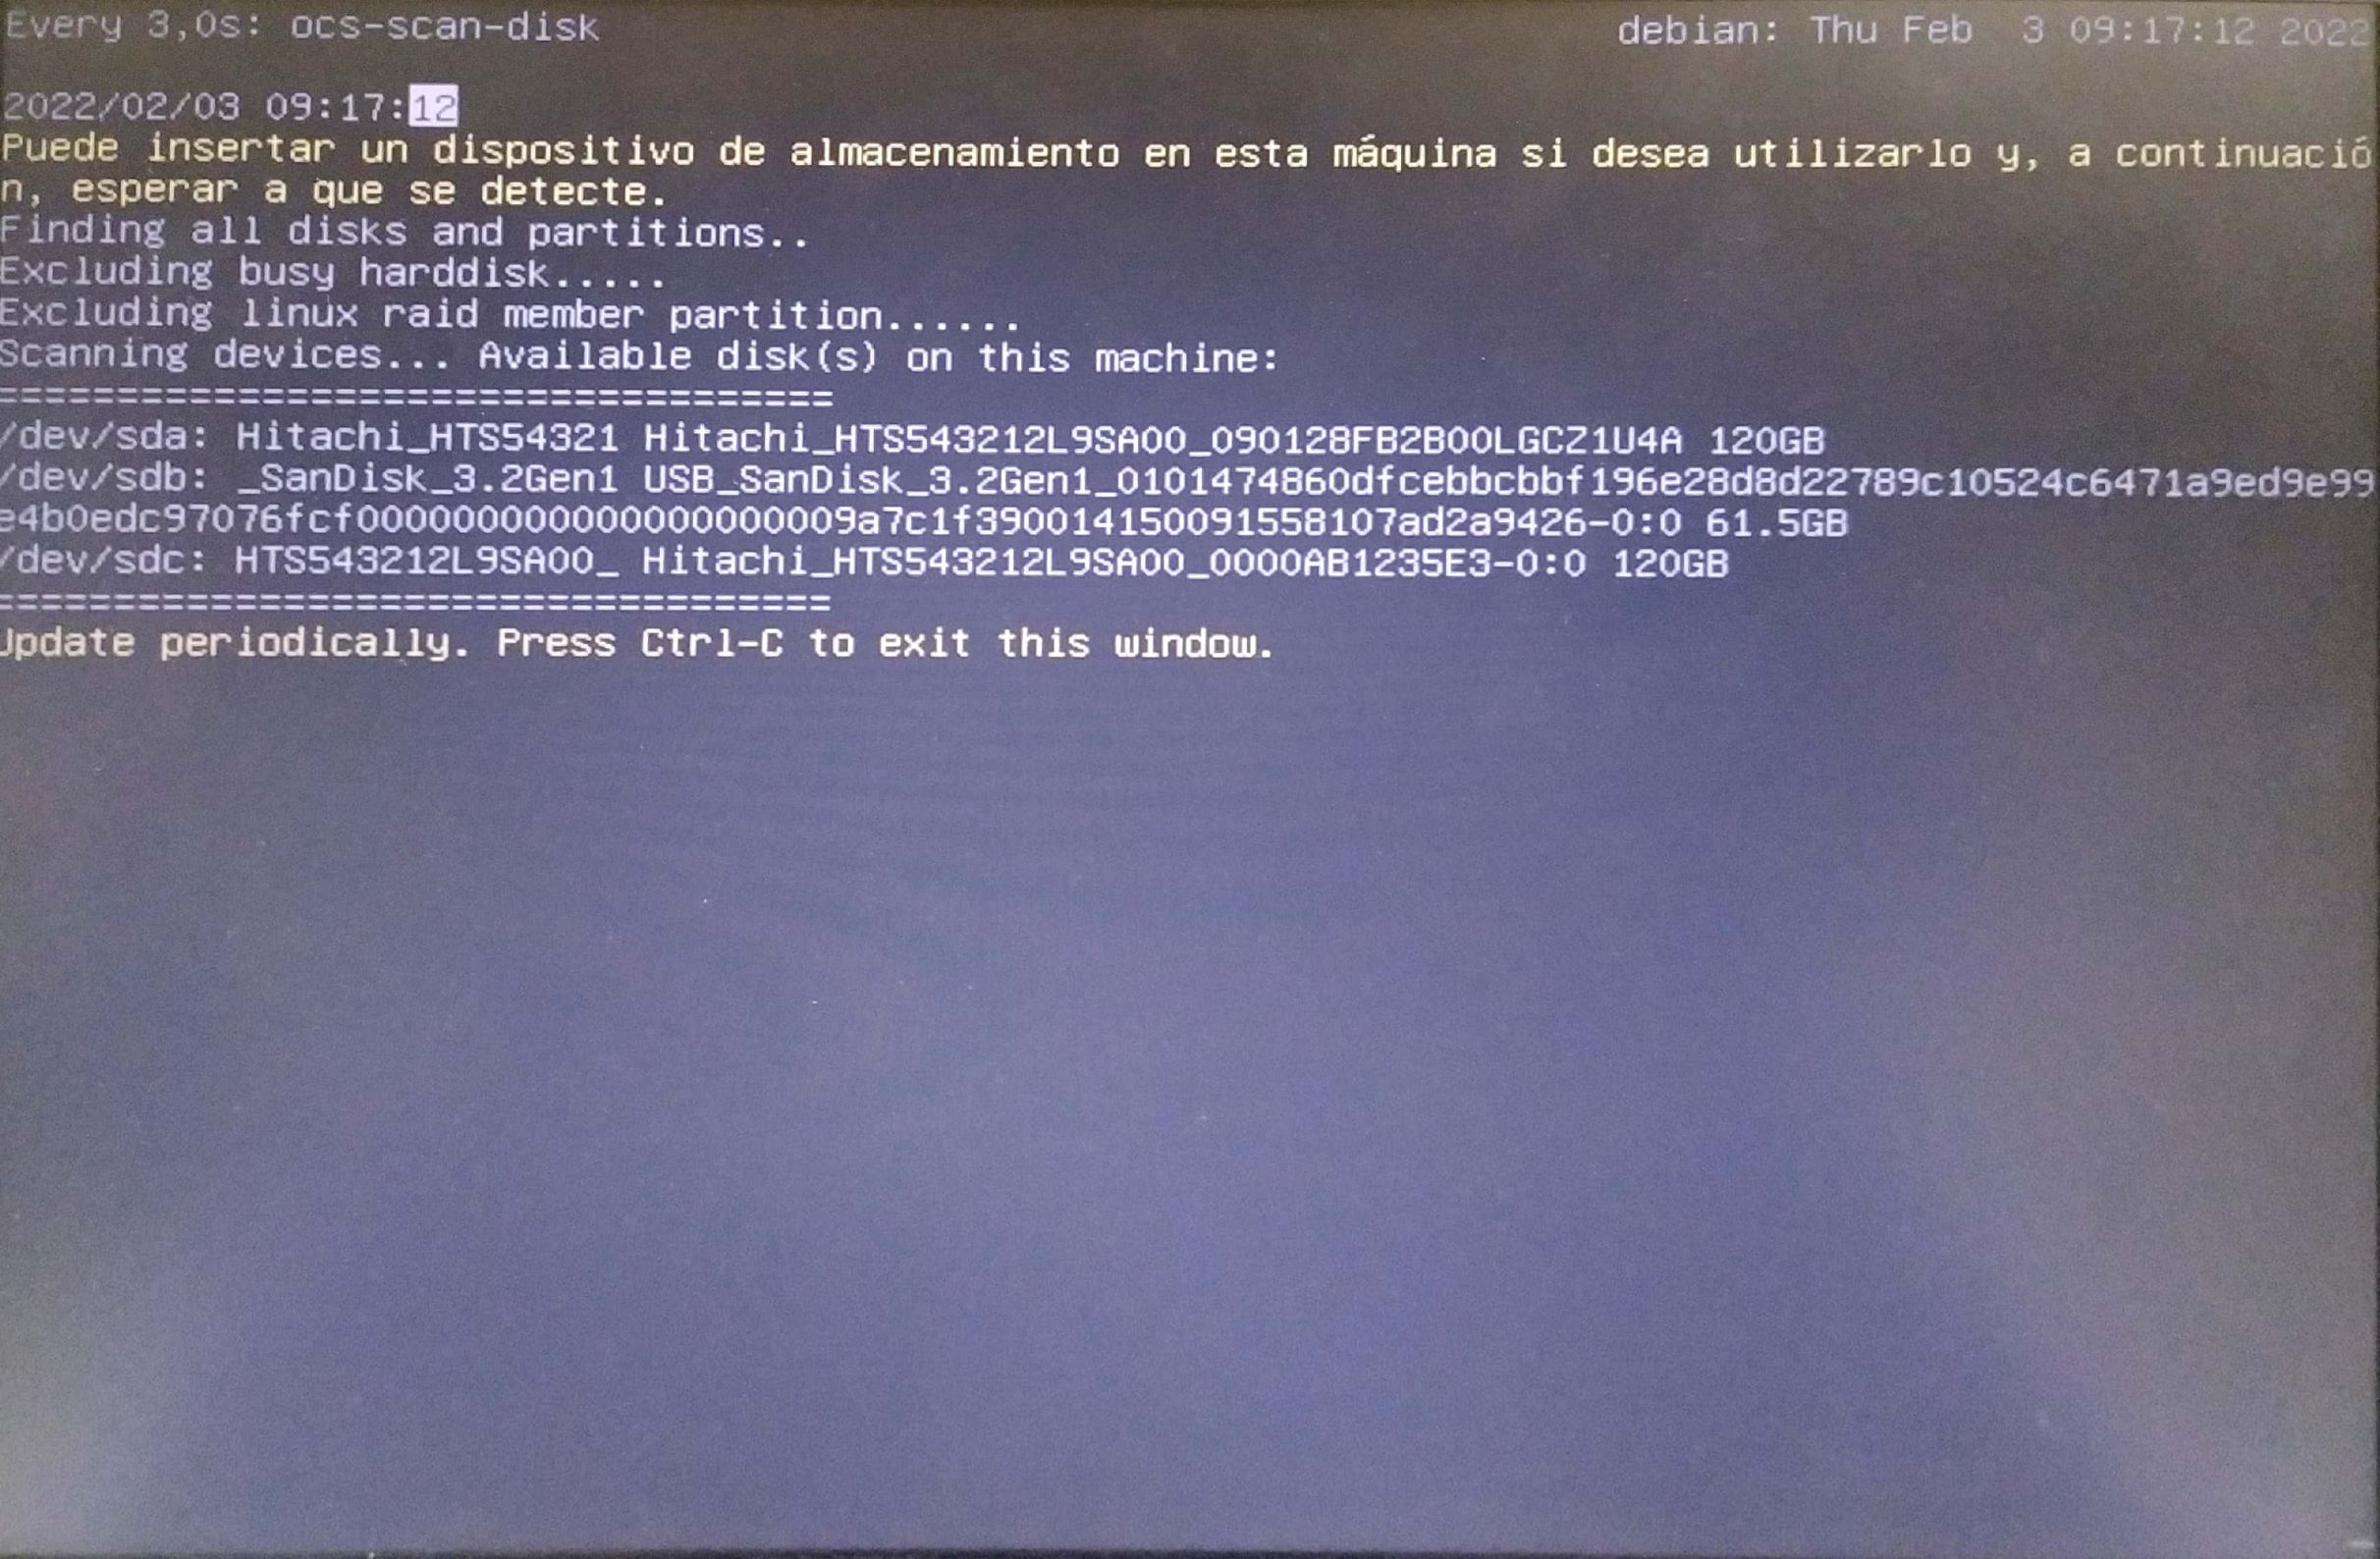 Every 3,0s: ocs-scan-disk debian: Thu Feb  3 09:17:12 2022
2022/02/03 09:17:12
Puede insertar un dispositivo de almacenamiento en esta máquina si desea utilizarlo y, a continuació
n, esperar a que se detecte.
Finding all disks and partitions..
Excluding busy harddisk.....
Excluding linux raid member partition......
Scanning devices... Available disk(s) on this machine:
===================================
/dev/sda: Hitachi_HTS54321 Hitachi_HTS543212L9SA00_090128FB2B00LGCZ1U4A 120GB
/dev/sdb: _SanDisk_3.2Gen1 USB_SanDisk_3.2Gen1_0101474860dfcebbcbbf196e28d8d22789c10524c6471a9ed9e99
e4b0edc97076fcf00000000000000000000009a7c1f390014150091558107ad2a9426-0:0 61.5GB
/dev/sdc: HTS543212L9SA00_ Hitachi_HTS543212L9SA00_0000AB1235E3-0:0 120GB
===================================
Update periodically. Press Ctrl-C to exit this window.